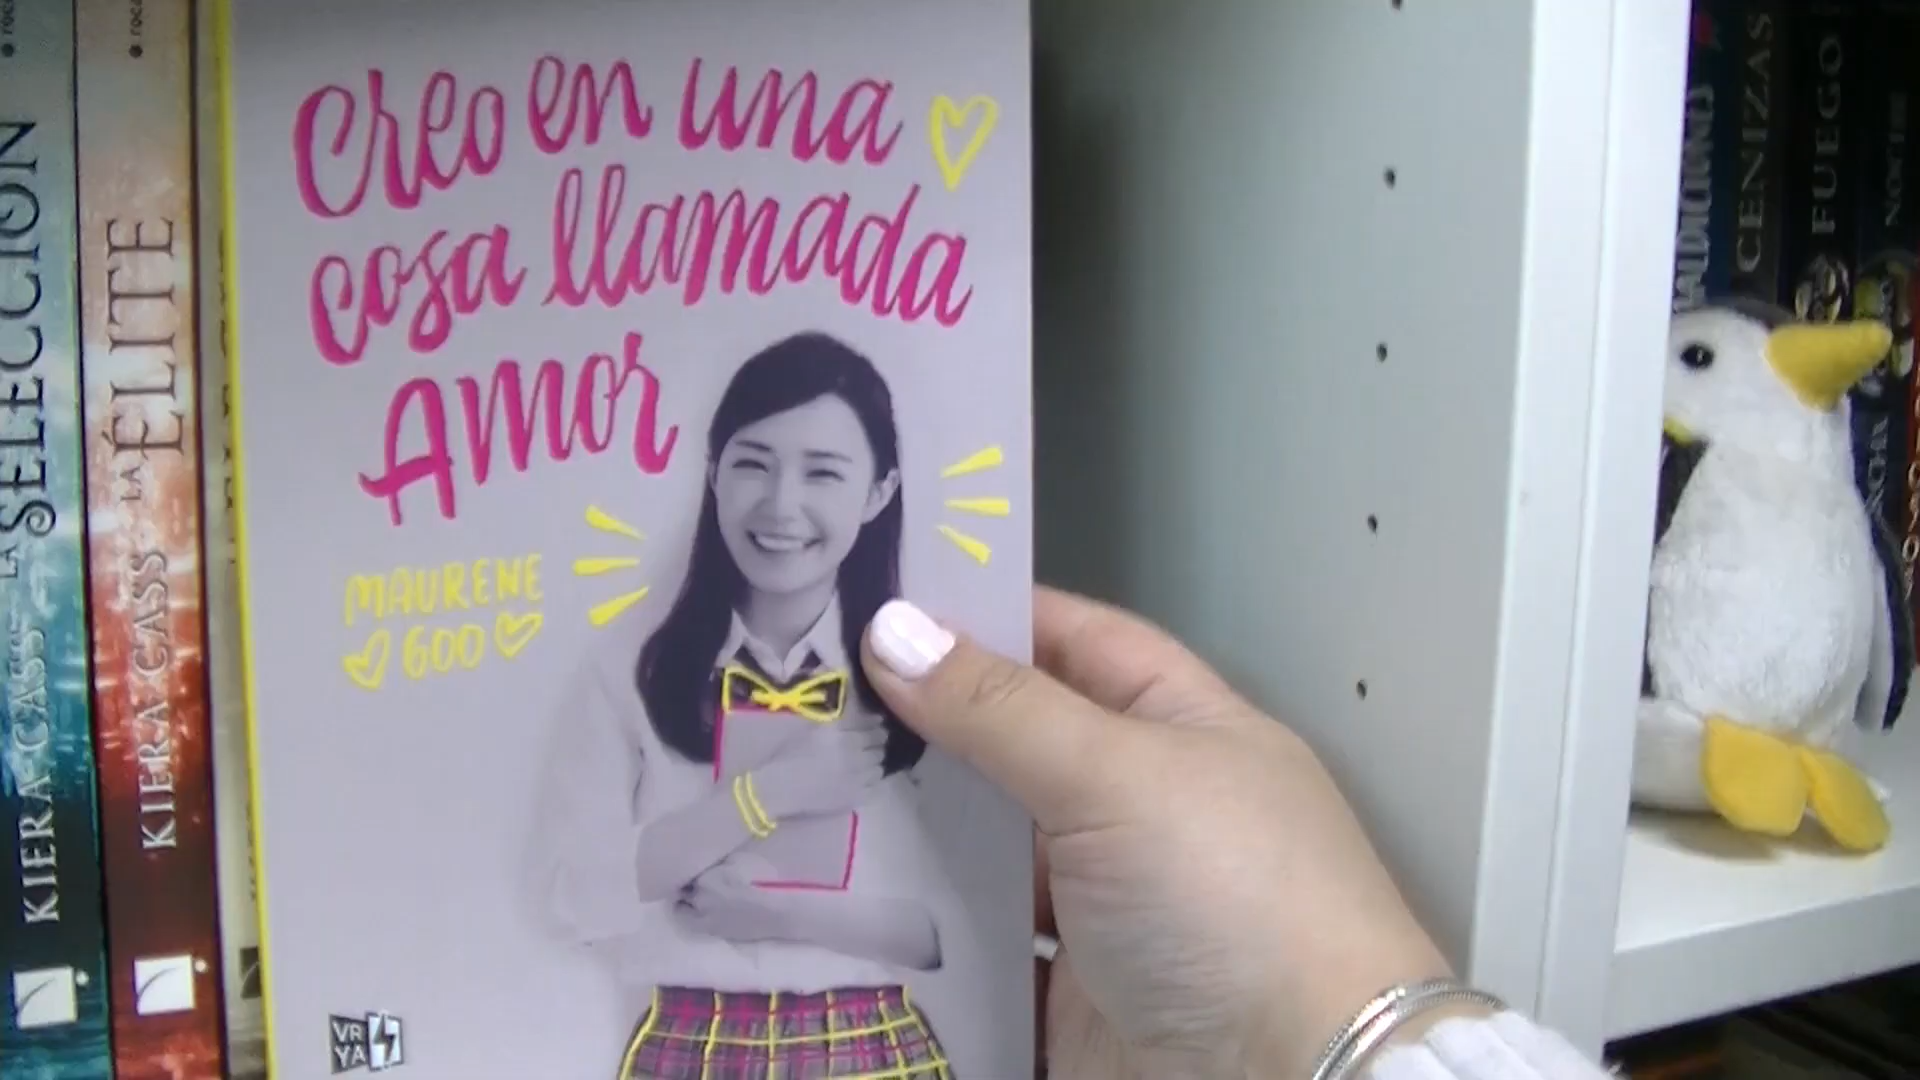 LA SELECCIÓN
KIERA CASS
LA ÉLITE
KIERA CASS
Creo en una
cosa llamada
Amor
MAURENE
GOO
VR
YA
CENIZAS
FUEGO
NOCHE